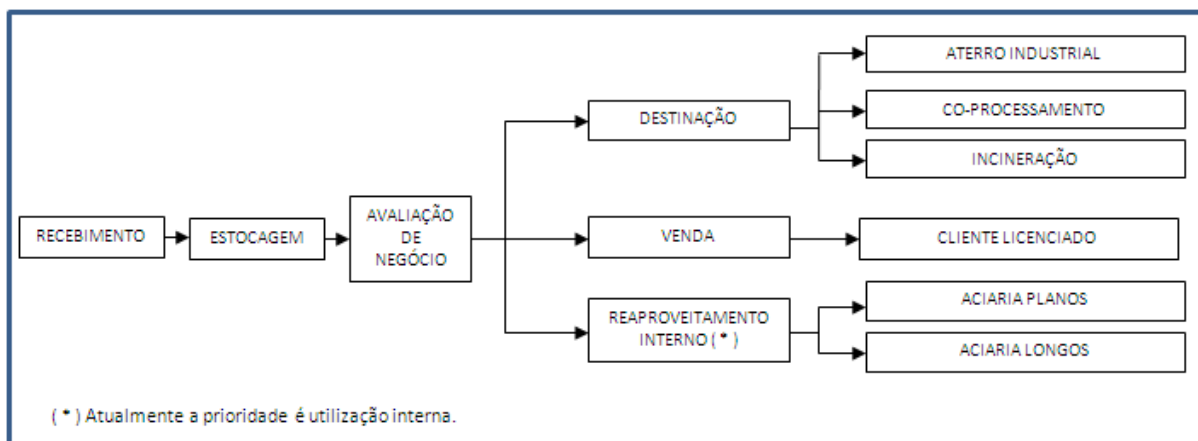 RECEBIMENTO
ESTOCAGEM
AVALIAÇÃO
DE
NEGÓCIO
DESTINAÇÃO
ATERRO INDUSTRIAL
CO-PROCESSAMENTO
INCINERAÇÃO
VENDA
CLIENTE LICENCIADO
REAPROVEITAMENTO
INTERNO ( * )
ACIARIA PLANOS
ACIARIA LONGOS
( * ) Atualmente a prioridade é utilização interna.